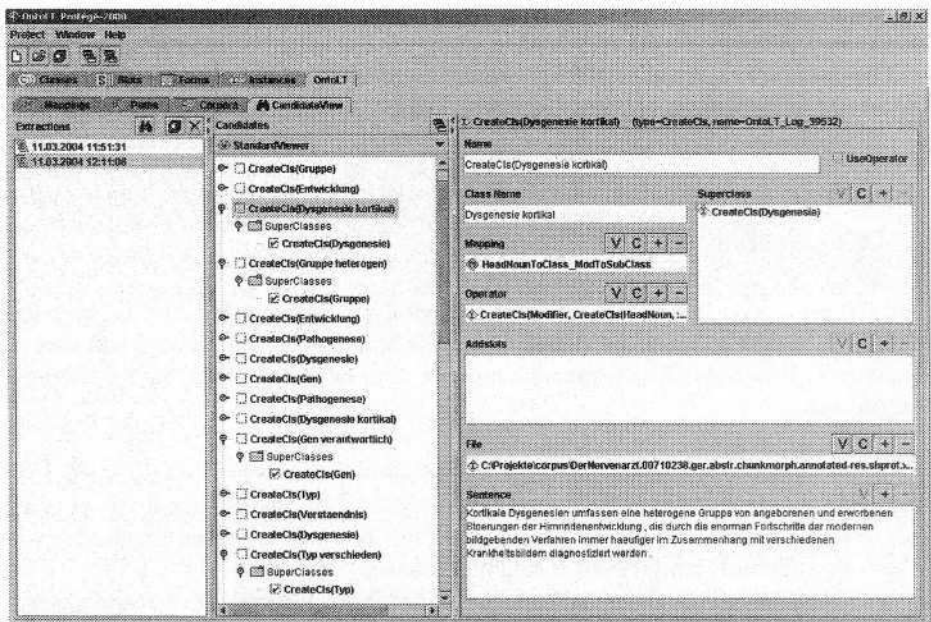 OntoLT Protégé-2000
Project Window Help
Classes Slots Forms Instances OntoLT
Mappings Paths Corpora CandidateView
Extractions
11.03.2004 11:51:31
11.03.2004 12:11:06
Candidates
StandardViewer
CreateCls(Gruppe)
CreateCls(Entwicklung)
CreateCls(Dysgenesie kortikal)
SuperClasses
CreateCls(Dysgenesie)
CreateCls(Gruppe heterogen)
SuperClasses
CreateCls(Gruppe)
CreateCls(Entwicklung)
CreateCls(Pathogenese)
CreateCls(Dysgenesie)
CreateCls(Gen)
CreateCls(Pathogenese)
CreateCls(Dysgenesie kortikal)
CreateCls(Gen verantwortlich)
SuperClasses
CreateCls(Gen)
CreateCls(Typ)
CreateCls(Verstaendnis)
CreateCls(Dysgenesie)
CreateCls(Typ verschieden)
SuperClasses
CreateCls(Typ)
CreateCls(Dysgenesie kortikal) (type=CreateCls, name=OntoLT_Log_39532)
Name
CreateCls(Dysgenesie kortikal)
UseOperator
Class Name
Dysgenesie kortikal
Superclass V C + -
CreateCls(Dysgenesie)
Mapping V C + -
HeadNounToClass_ModToSubClass
Operator V C + -
CreateCls(Modifier, CreateCls(HeadNoun, :...
Addslots V C + -
File V C + -
C:\Projekte\corpus\DerNervenarzt.00710238.ger.abstr.chunkmorph.annotated-res.slsprot.x...
Sentence V + -
Kortikale Dysgenesien umfassen eine heterogene Gruppe von angeborenen und erworbenen
Stoerungen der Hirnrindenentwicklung , die durch die enormen Fortschritte der modernen
bildgebenden Verfahren immer haeufiger im Zusammenhang mit verschiedenen
Krankheitsbildern diagnostiziert werden .